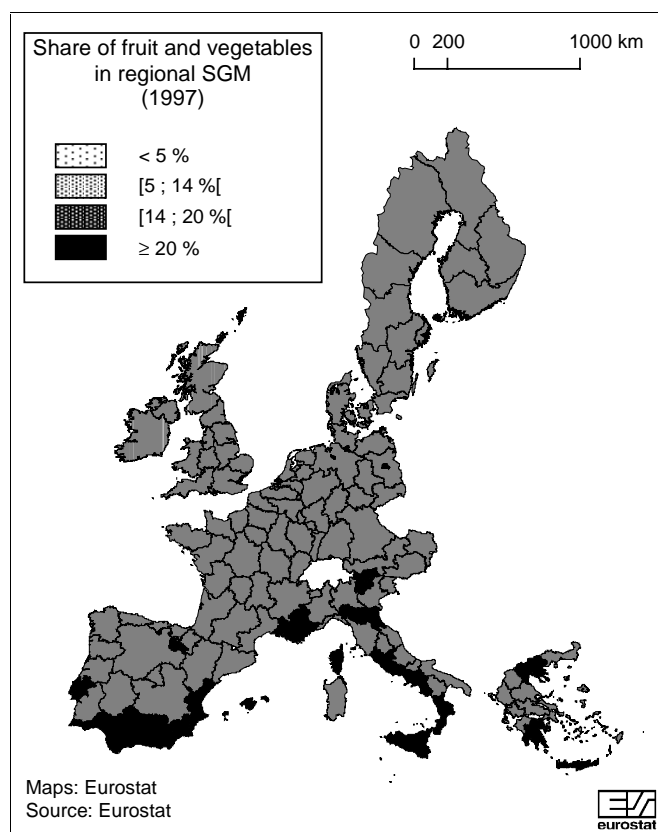 Share of fruit and vegetables
in regional SGM
(1997)
< 5 %
[5 ; 14 %[
[14 ; 20 %[
≥ 20 %
0 200 1000 km
Maps: Eurostat
Source: Eurostat
eurostat